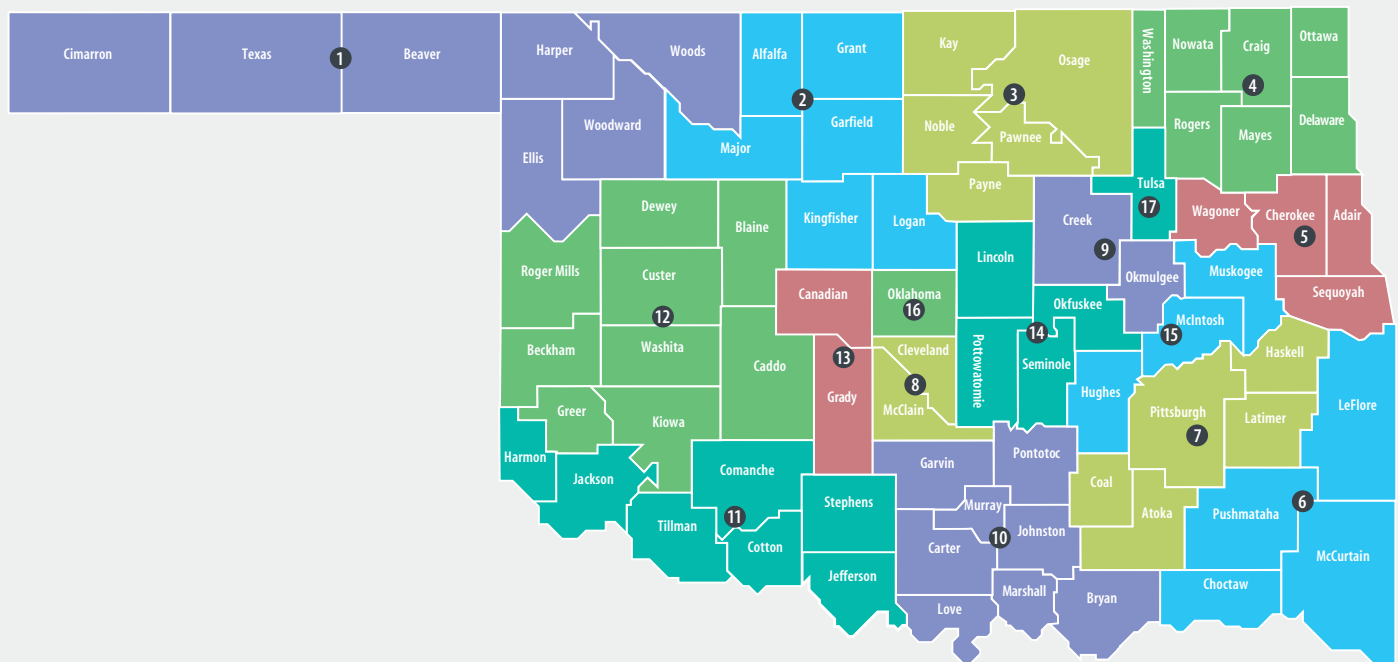 Cimarron
Texas
1
Beaver
Harper
Woods
Alfalfa
Grant
Kay
Osage
Washington
Nowata
Craig
Ottawa
2
3
4
Woodward
Ellis
Major
Garfield
Noble
Pawnee
Rogers
Mayes
Delaware
Payne
Tulsa
17
Dewey
Blaine
Kingfisher
Logan
Creek
9
Wagoner
Cherokee
5
Adair
Roger Mills
Custer
12
Lincoln
Okmulgee
Muskogee
Sequoyah
Canadian
Oklahoma
16
Okfuskee
14
McIntosh
15
Beckham
Washita
Caddo
13
Cleveland
8
McClain
Pottowatomie
Seminole
Hughes
Haskell
Greer
Kiowa
Grady
Pittsburgh
7
Latimer
LeFlore
Harmon
Jackson
Comanche
11
Garvin
Pontotoc
Coal
Atoka
Pushmataha
6
Tillman
Cotton
Stephens
Murray
Johnston
10
Carter
McCurtain
Jefferson
Love
Marshall
Bryan
Choctaw